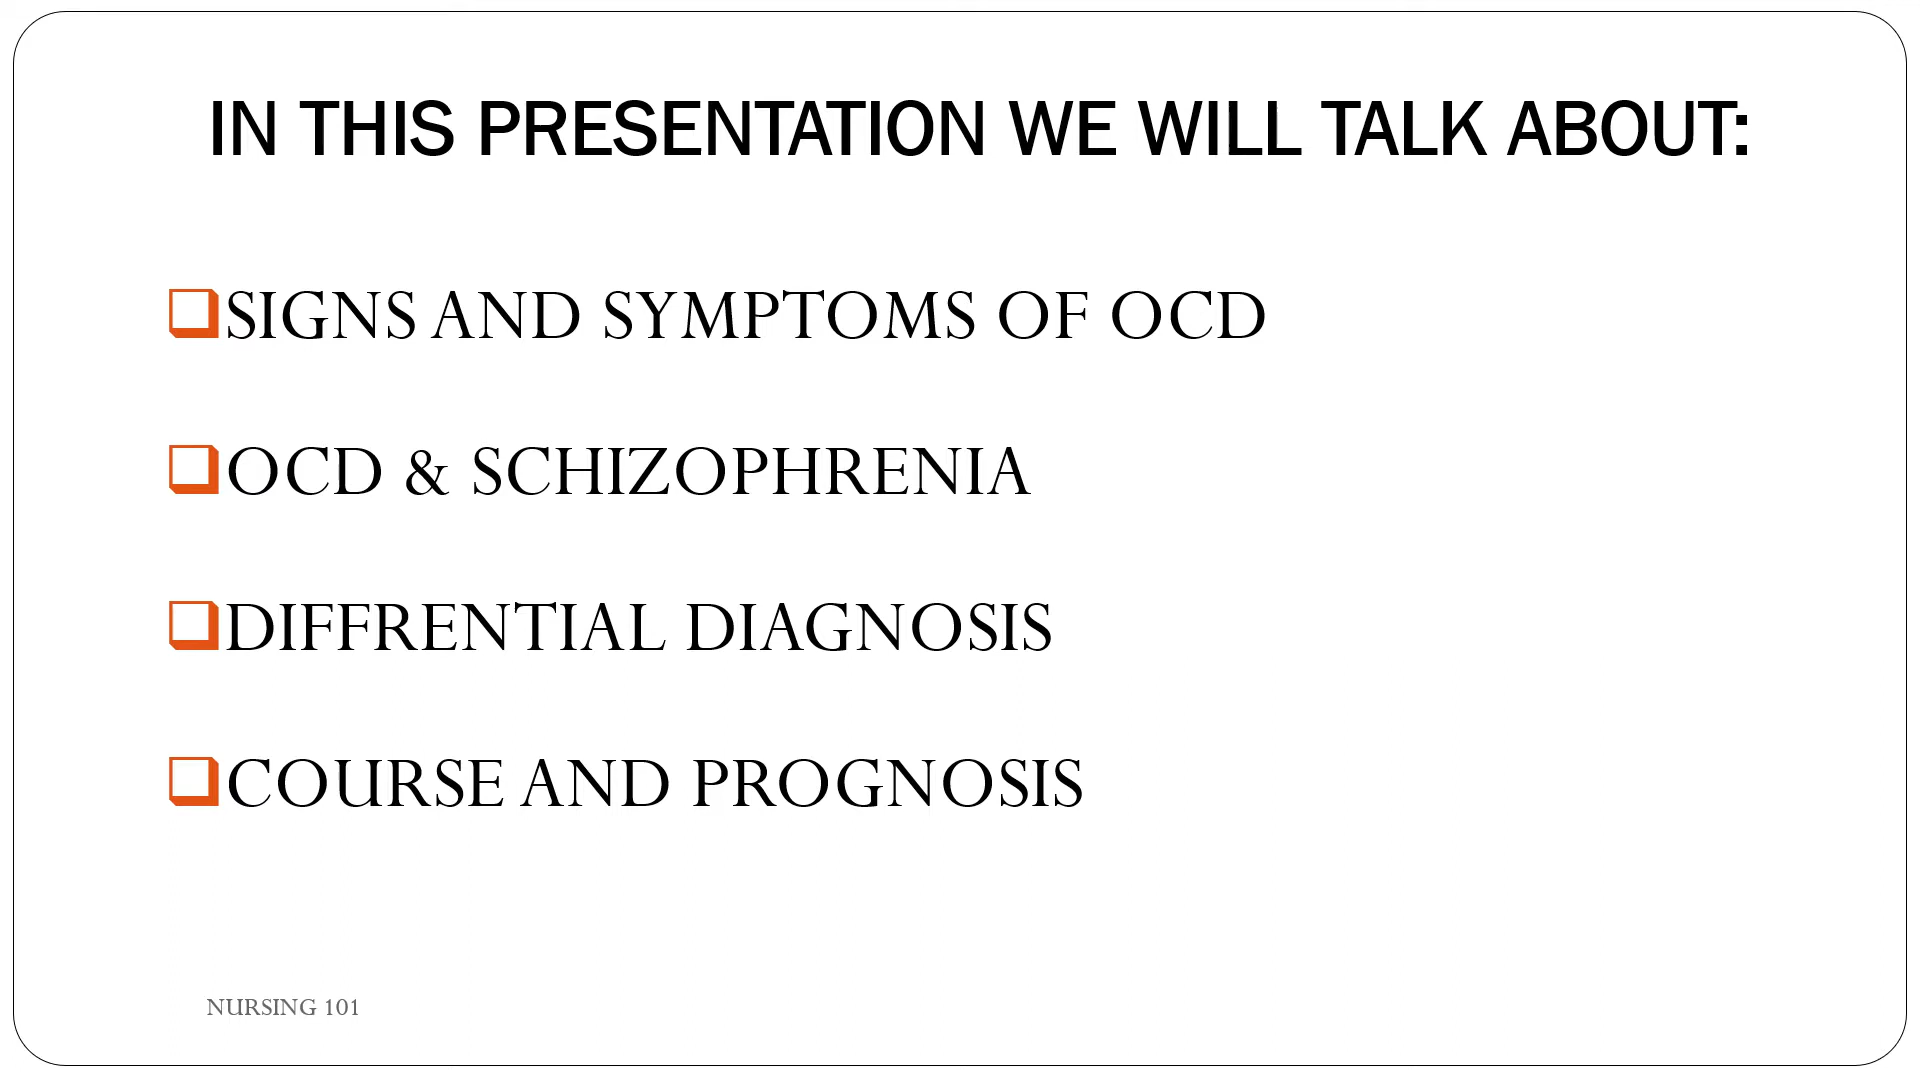 IN THIS PRESENTATION WE WILL TALK ABOUT:
SIGNS AND SYMPTOMS OF OCD
OCD & SCHIZOPHRENIA
DIFFRENTIAL DIAGNOSIS
COURSE AND PROGNOSIS
NURSING 101